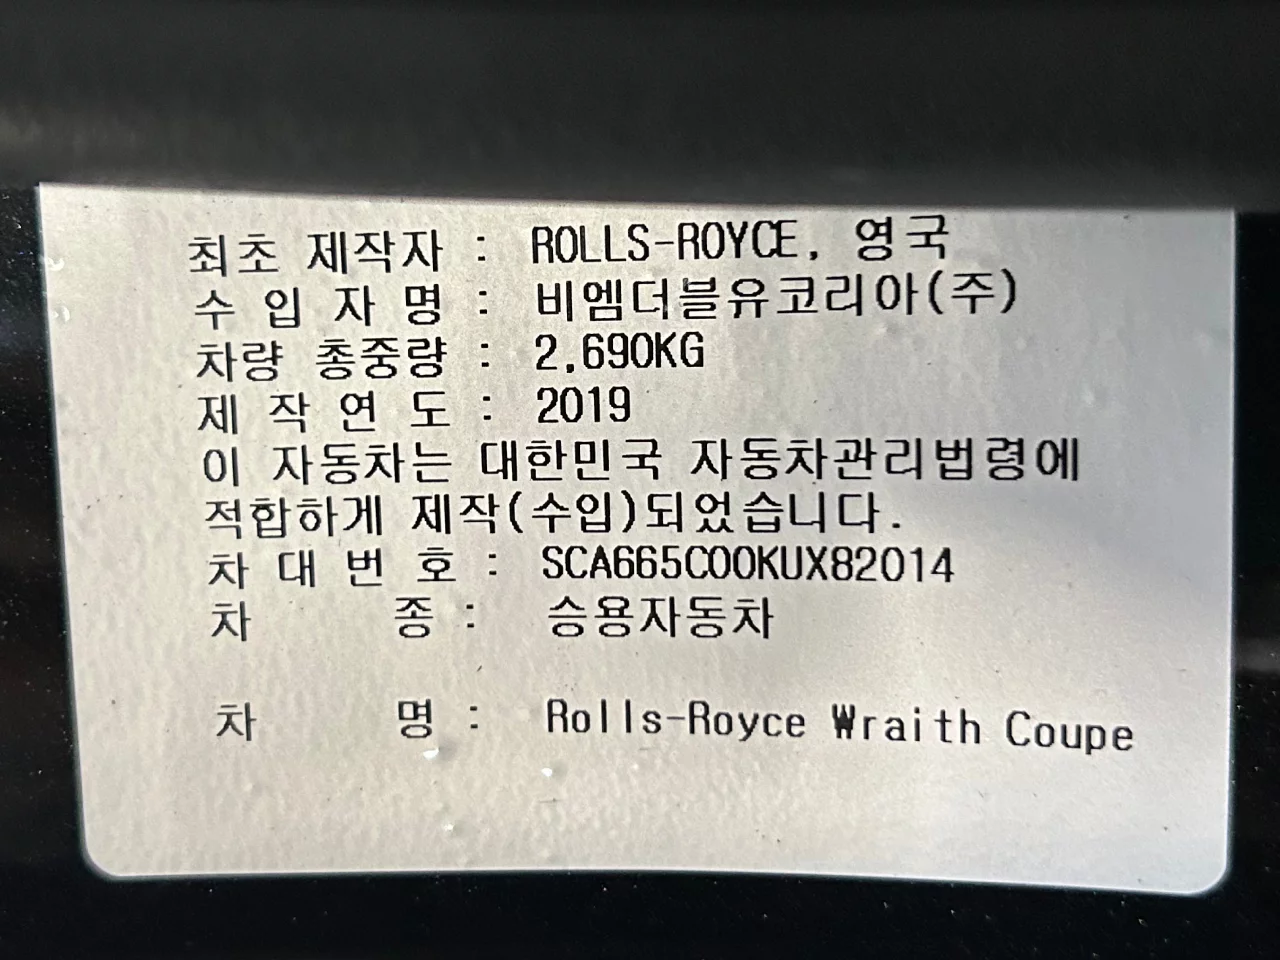 최초 제작자 : ROLLS-ROYCE, 영국
수 입 자 명 : 비엠더블유코리아(주)
차량 총중량 : 2,690KG
제 작 연 도 : 2019
이 자동차는 대한민국 자동차관리법령에
적합하게 제작(수입)되었습니다.
차 대 번 호 : SCA665C00KUX82014
차 종 : 승용자동차
차 명 : Rolls-Royce Wraith Coupe